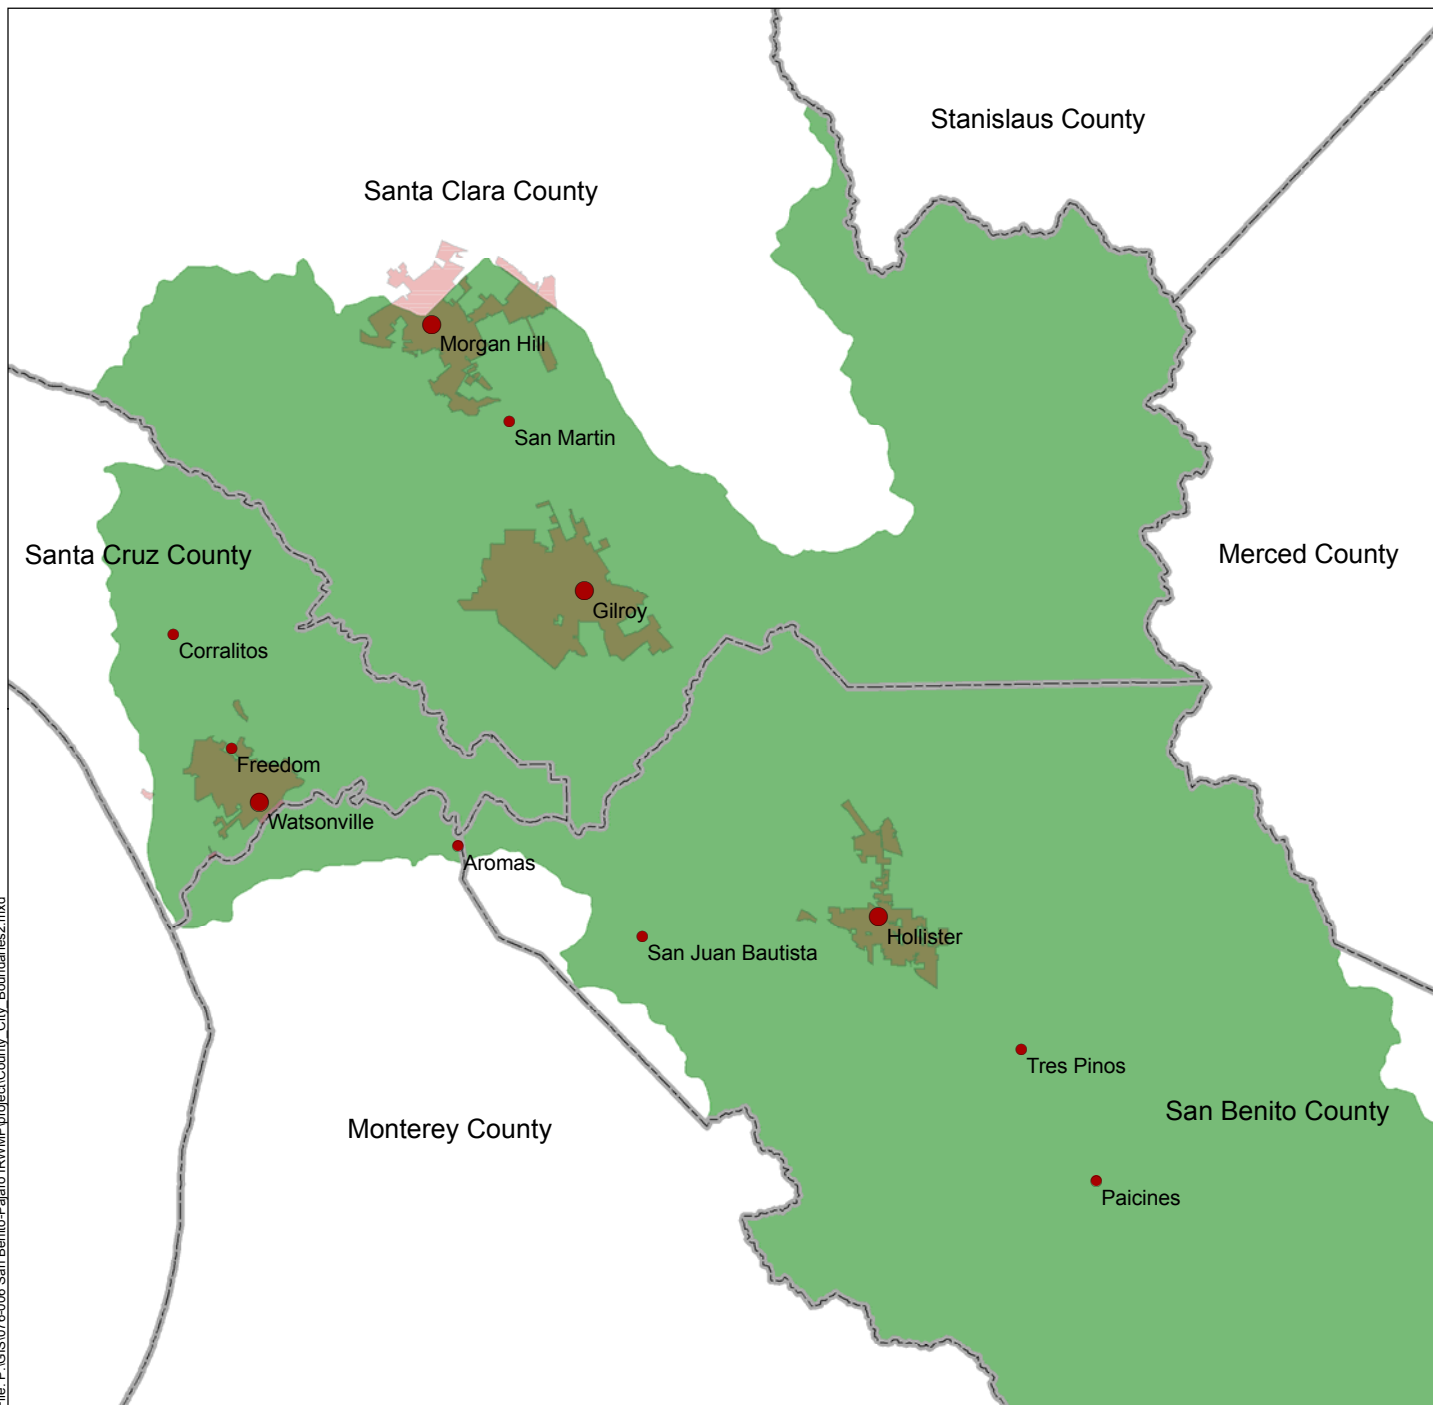 Stanislaus County
Santa Clara County
Morgan Hill
San Martin
Santa Cruz County
Merced County
Gilroy
Corralitos
Freedom
Watsonville
Aromas
Hollister
San Juan Bautista
Tres Pinos
San Benito County
Monterey County
Paicines